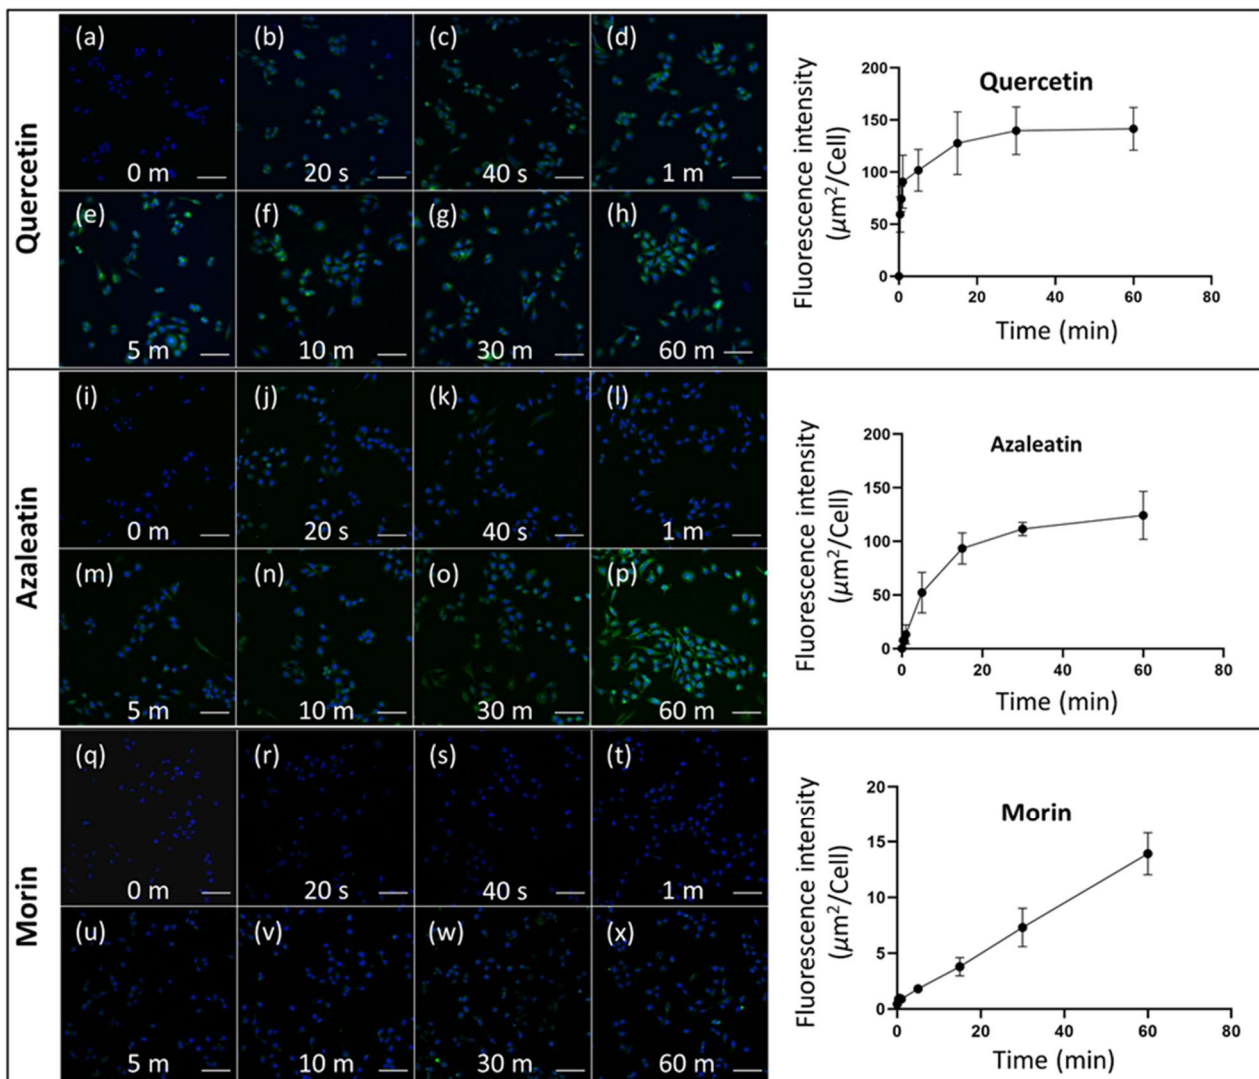 Quercetin
(a)
0 m
(b)
20 s
(c)
40 s
(d)
1 m
(e)
5 m
(f)
10 m
(g)
30 m
(h)
60 m
Quercetin
Fluorescence intensity
(μm²/Cell)
200
150
100
50
0
0 20 40 60 80
Time (min)
Azaleatin
(i)
0 m
(j)
20 s
(k)
40 s
(l)
1 m
(m)
5 m
(n)
10 m
(o)
30 m
(p)
60 m
Azaleatin
Fluorescence intensity
(μm²/Cell)
200
150
100
50
0
0 20 40 60 80
Time (min)
Morin
(q)
0 m
(r)
20 s
(s)
40 s
(t)
1 m
(u)
5 m
(v)
10 m
(w)
30 m
(x)
60 m
Morin
Fluorescence intensity
(μm²/Cell)
20
15
10
5
0
0 20 40 60 80
Time (min)